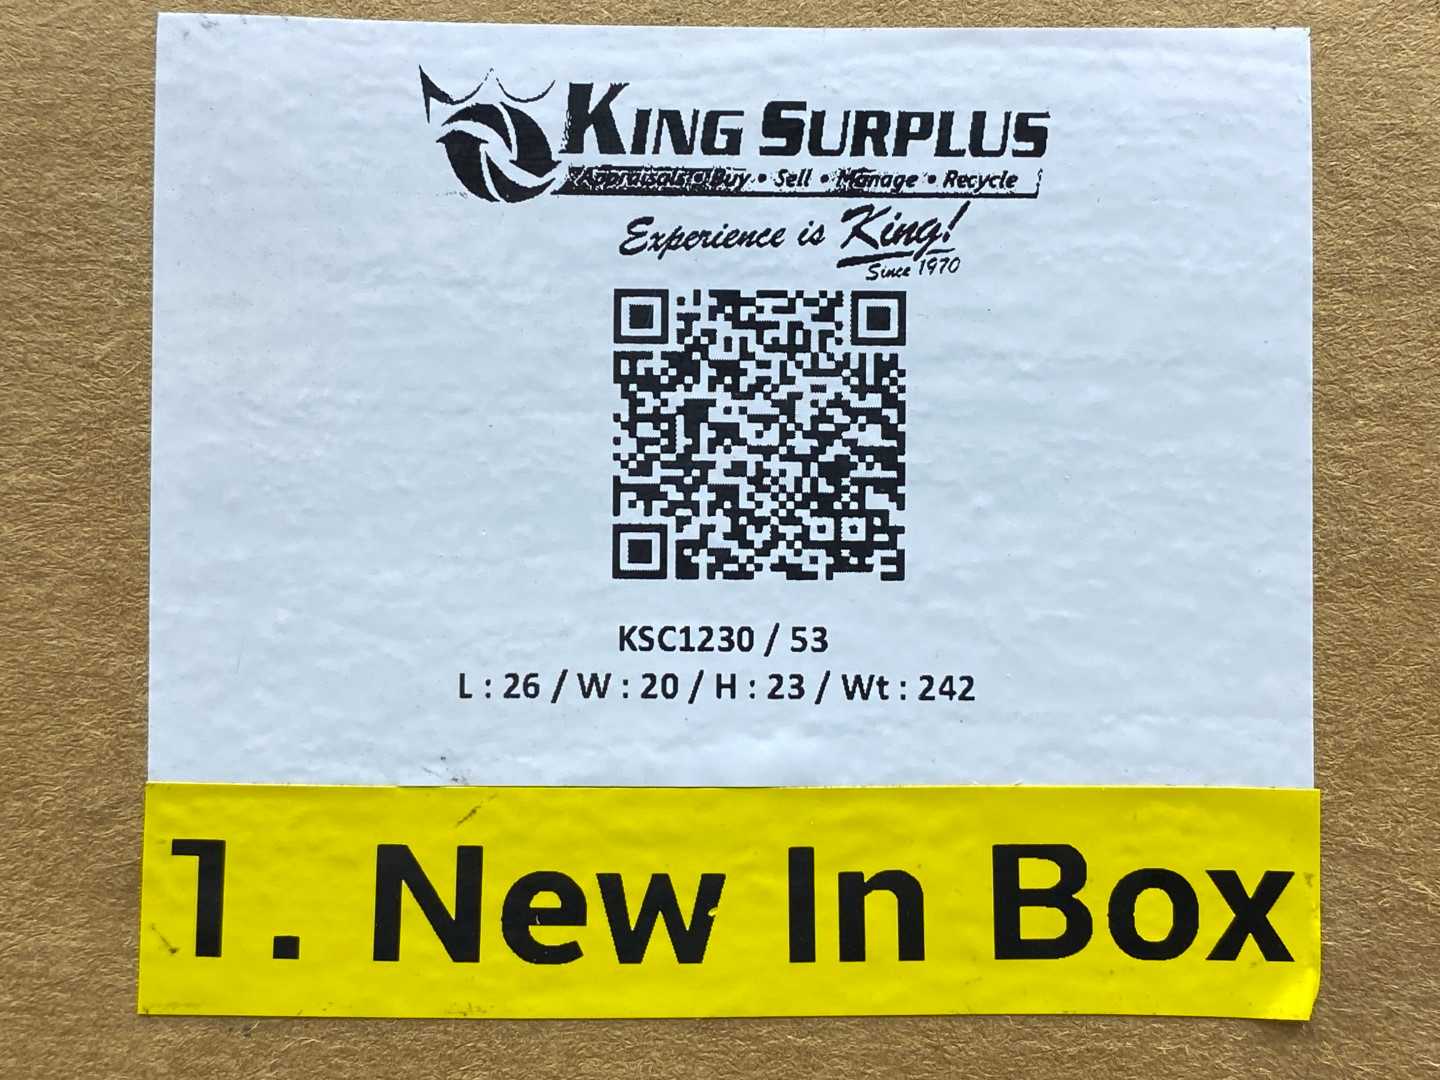 KING SURPLUS
Appraisals • Buy • Sell • Manage • Recycle
Experience is King!
Since 1970
KSC1230 / 53
L : 26 / W : 20 / H : 23 / Wt : 242
1. New In Box